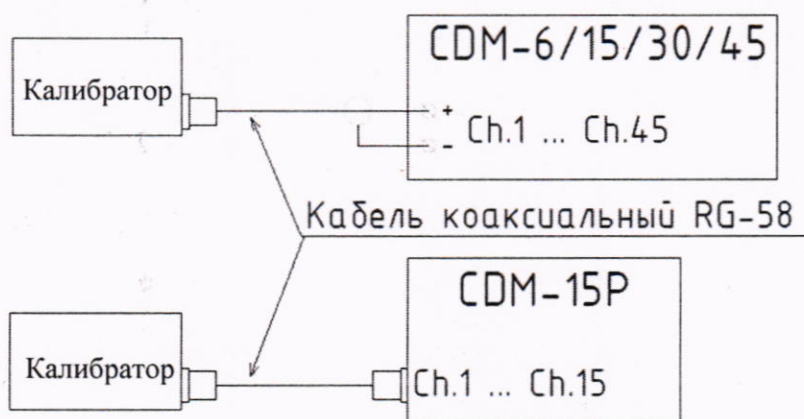 CDM-6/15/30/45
Калибратор
+
Ch.1 ... Ch.45
-
Кабель коаксиальный RG-58
CDM-15P
Калибратор
Ch.1 ... Ch.15